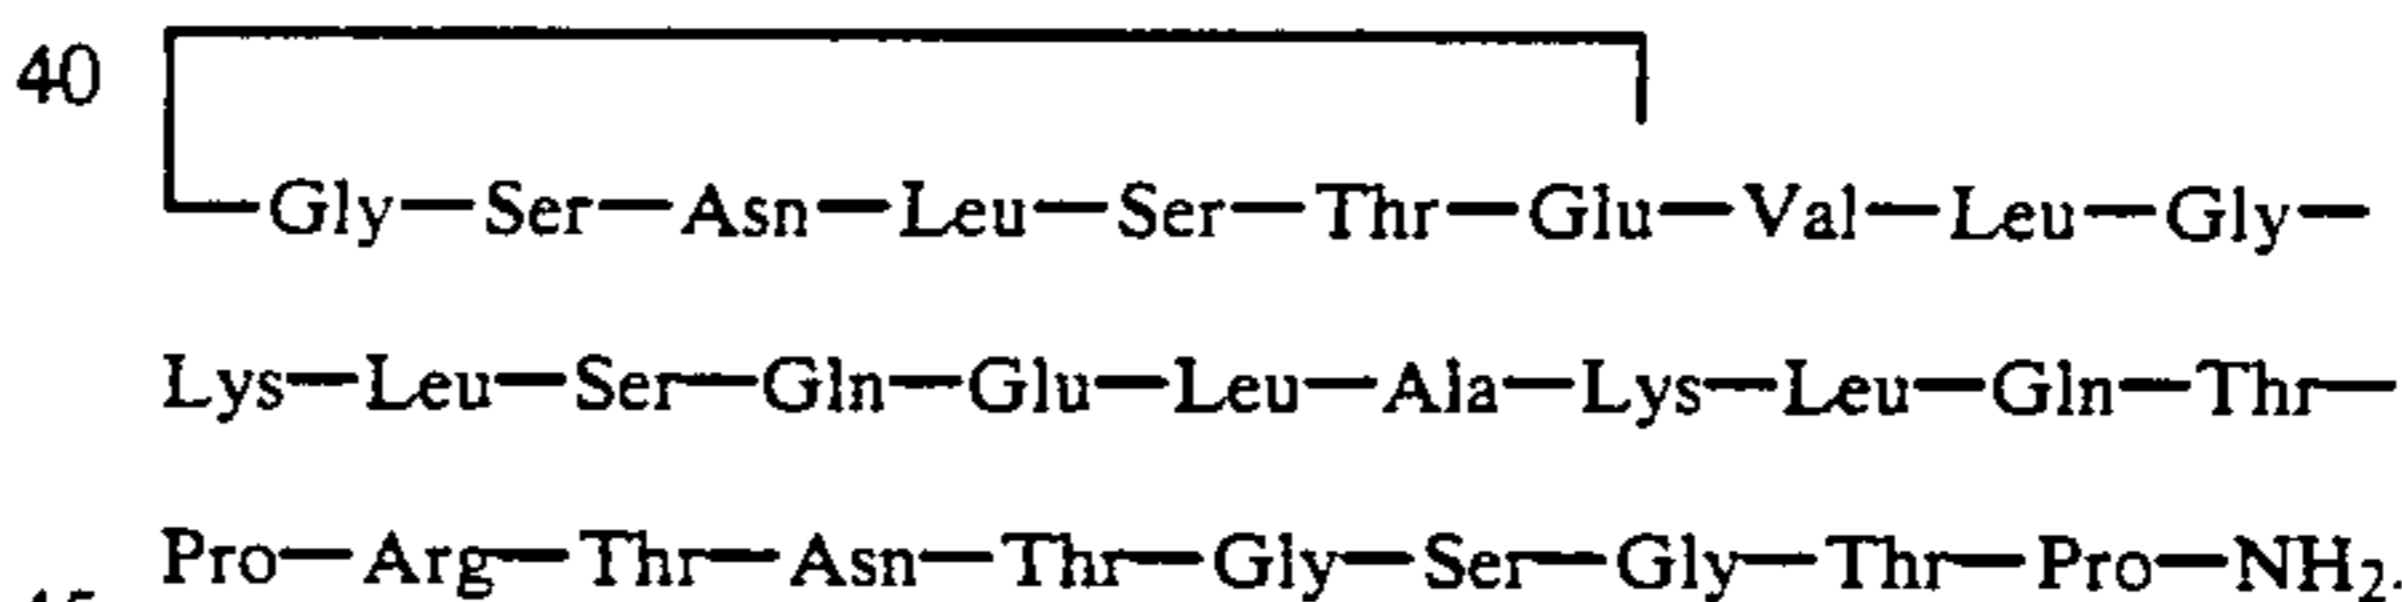 40
Gly—Ser—Asn—Leu—Ser—Thr—Glu—Val—Leu—Gly—
Lys—Leu—Ser—Gln—Glu—Leu—Ala—Lys—Leu—Gln—Thr—
Pro—Arg—Thr—Asn—Thr—Gly—Ser—Gly—Thr—Pro—NH₂.